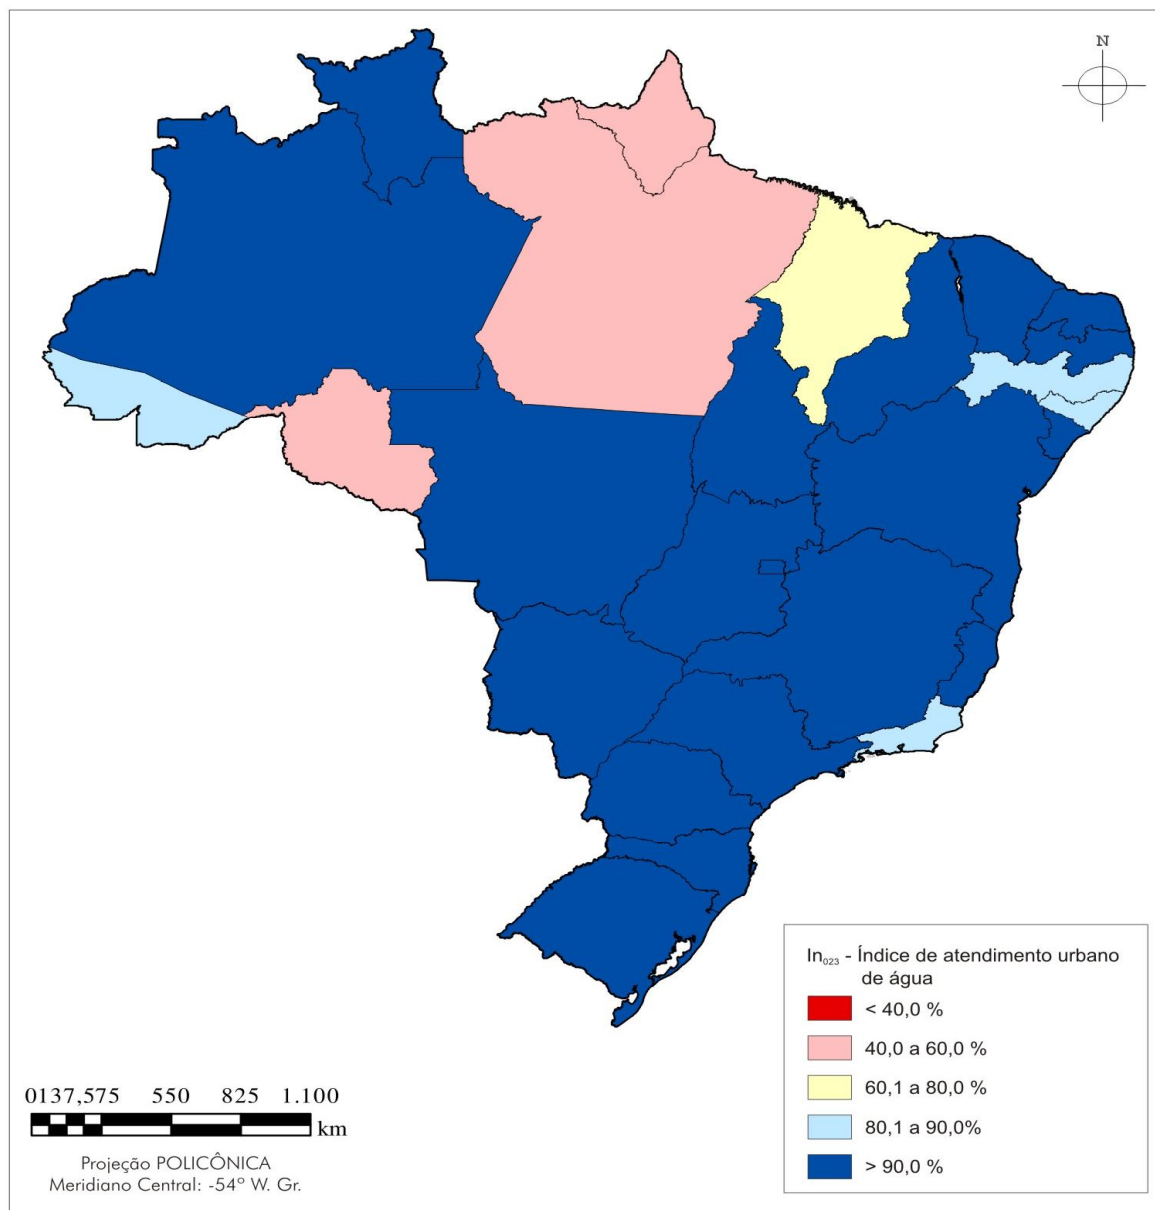 N
In₀₂₃ - Índice de atendimento urbano
de água
< 40,0 %
40,0 a 60,0 %
60,1 a 80,0 %
80,1 a 90,0%
> 90,0 %
0137,575 550 825 1.100
km
Projeção POLICÔNICA
Meridiano Central: -54º W. Gr.